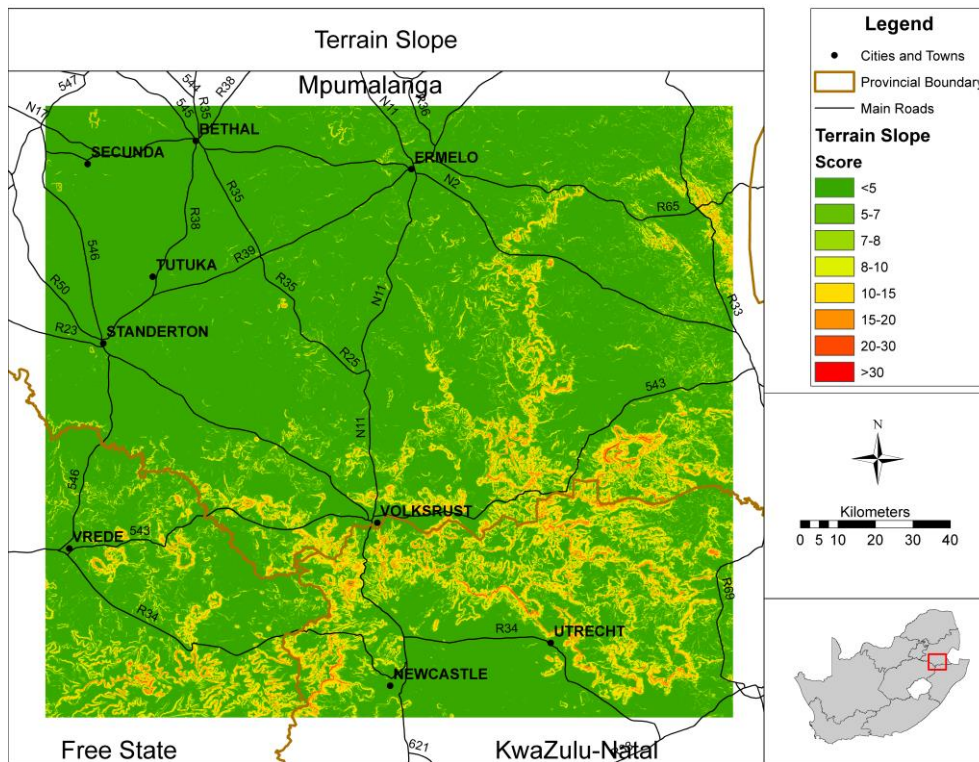 Terrain Slope
Mpumalanga
547
544
R38
N17
545
R35
N11
R36
BETHAL
SECUNDA
ERMELO
N2
R35
R65
R38
546
R39
TUTUKA
R50
R35
N11
R33
R23
STANDERTON
R25
543
N11
546
VOLKSRUST
543
VREDE
R69
R34
R34
UTRECHT
NEWCASTLE
Free State
621
KwaZulu-Natal
Legend
Cities and Towns
Provincial Boundary
Main Roads
Terrain Slope
Score
<5
5-7
7-8
8-10
10-15
15-20
20-30
>30
N
Kilometers
0 5 10 20 30 40